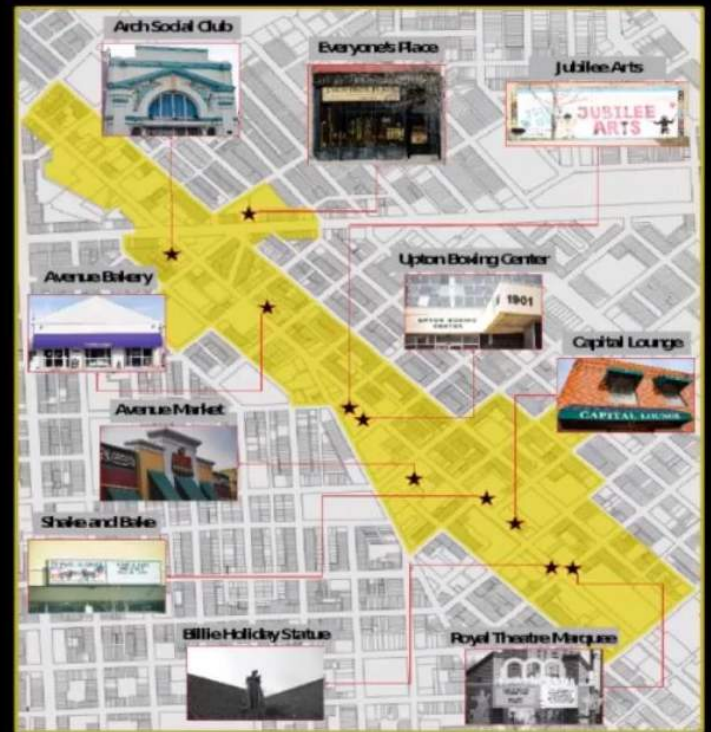 Arch Social Club
Everyone's Place
Jubilee Arts
JUBILEE
ARTS
Avenue Bakery
Upton Boxing Center
1901
UPTON BOXING
CENTER
Capital Lounge
CAPITAL LOUNGE
Avenue Market
Shake and Bake
Billie Holiday Statue
Royal Theatre Marquee